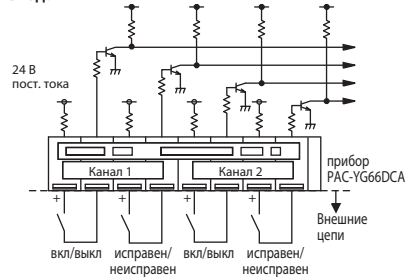 24 В
пост. тока
Канал 1
Канал 2
прибор
PAC-YG66DCA
+
+
+
+
Внешние
цепи
вкл/выкл
исправен/
неисправен
вкл/выкл
исправен/
неисправен